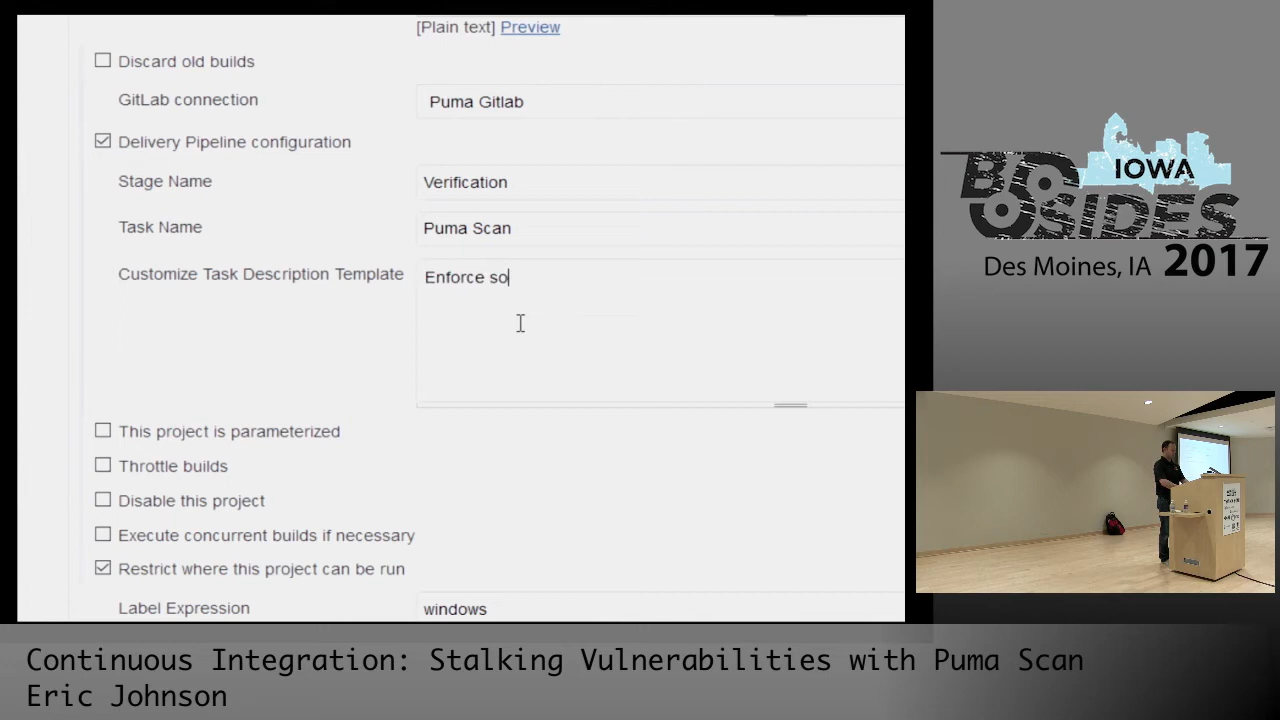 [Plain text] Preview
Discard old builds
GitLab connection
Puma Gitlab
Delivery Pipeline configuration
Stage Name
Verification
Task Name
Puma Scan
Customize Task Description Template
Enforce so
This project is parameterized
Throttle builds
Disable this project
Execute concurrent builds if necessary
Restrict where this project can be run
Label Expression
windows
IOWA
BSIDES
Des Moines, IA 2017
Continuous Integration: Stalking Vulnerabilities with Puma Scan
Eric Johnson